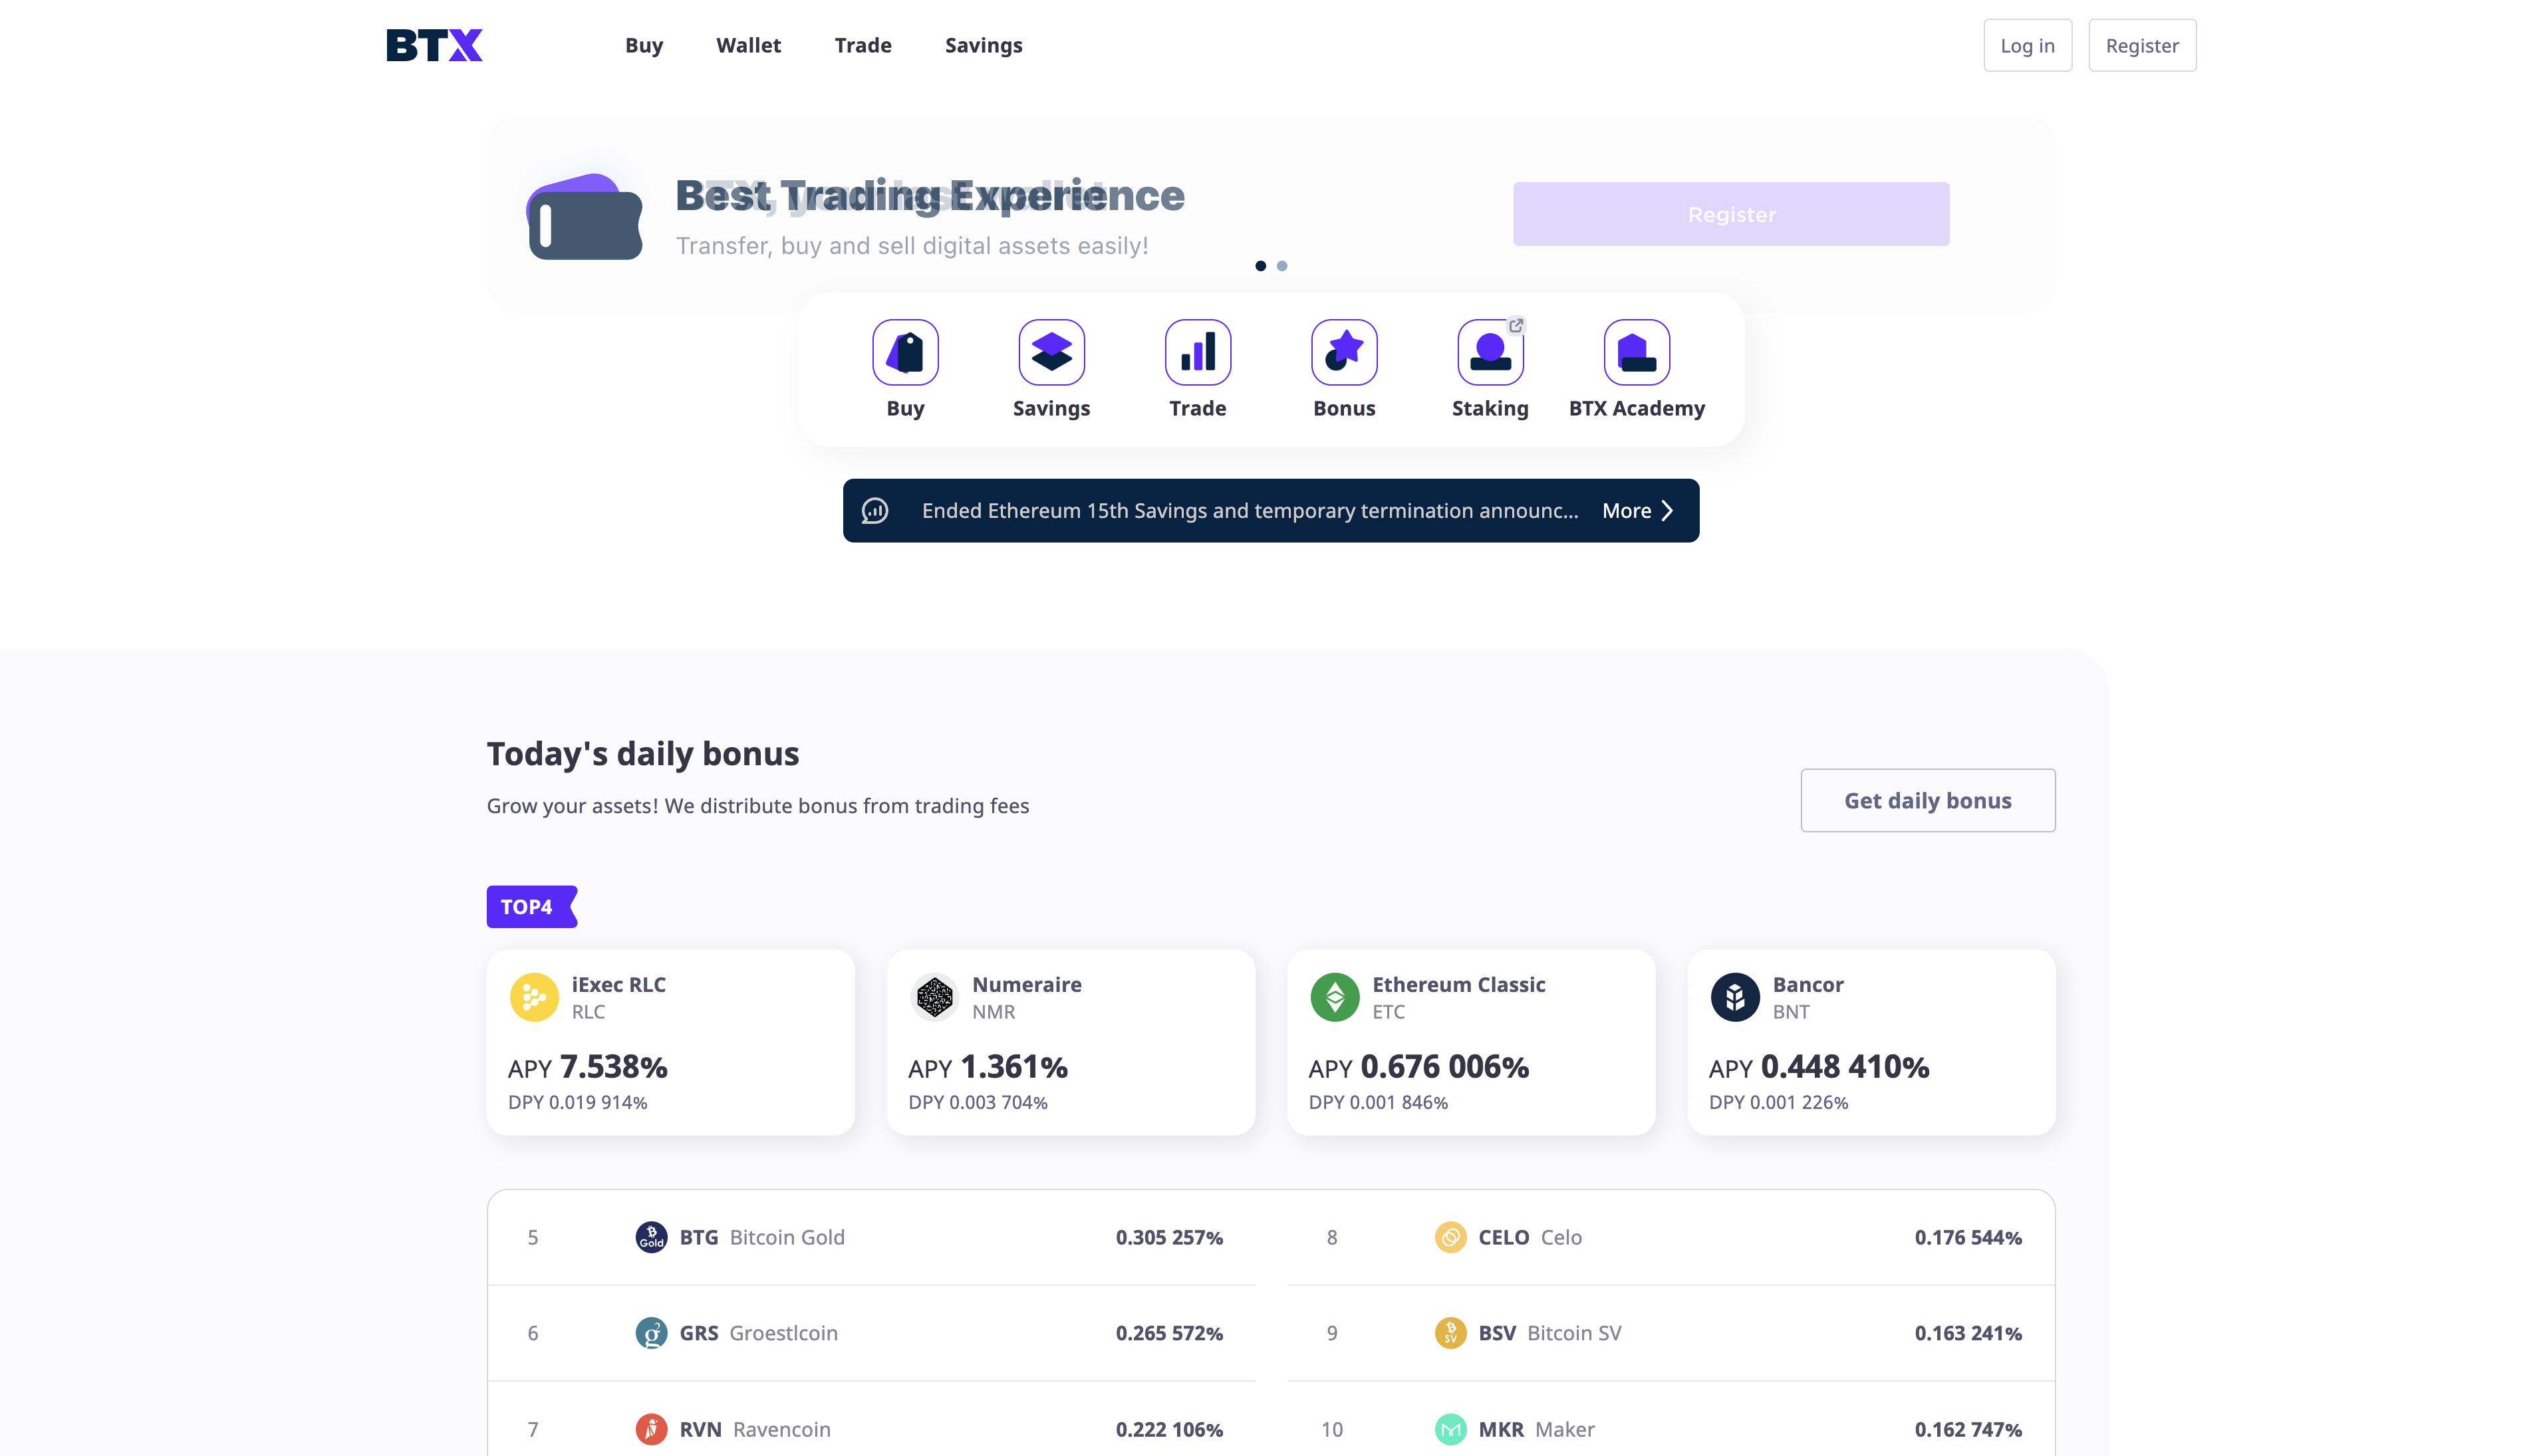 BTX
Buy
Wallet
Trade
Savings
Log in
Register
Best Trading Experience
Transfer, buy and sell digital assets easily!
Register
Buy
Savings
Trade
Bonus
Staking
BTX Academy
Ended Ethereum 15th Savings and temporary termination announc...
More
Today's daily bonus
Grow your assets! We distribute bonus from trading fees
Get daily bonus
TOP4
iExec RLC
RLC
APY 7.538%
DPY 0.019 914%
Numeraire
NMR
APY 1.361%
DPY 0.003 704%
Ethereum Classic
ETC
APY 0.676 006%
DPY 0.001 846%
Bancor
BNT
APY 0.448 410%
DPY 0.001 226%
5 Gold BTG Bitcoin Gold 0.305 257%
6 g2 GRS Groestlcoin 0.265 572%
7 RVN Ravencoin 0.222 106%
8 CELO Celo 0.176 544%
9 SV BSV Bitcoin SV 0.163 241%
10 MKR Maker 0.162 747%